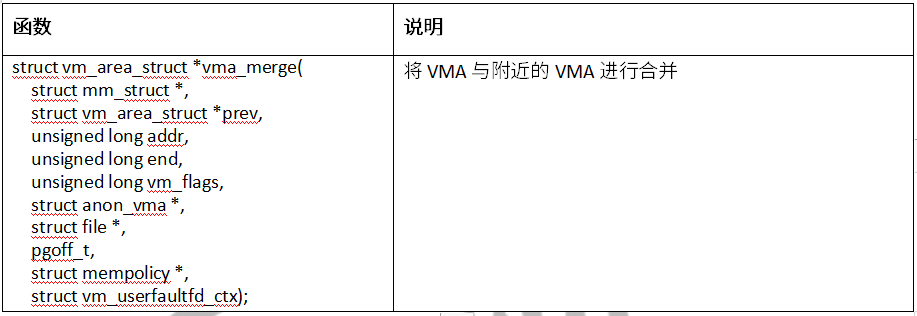 函数
说明
struct vm_area_struct *vma_merge(
struct mm_struct *,
struct vm_area_struct *prev,
unsigned long addr,
unsigned long end,
unsigned long vm_flags,
struct anon_vma *,
struct file *,
pgoff_t,
struct mempolicy *,
struct vm_userfaultfd_ctx);
将 VMA 与附近的 VMA 进行合并